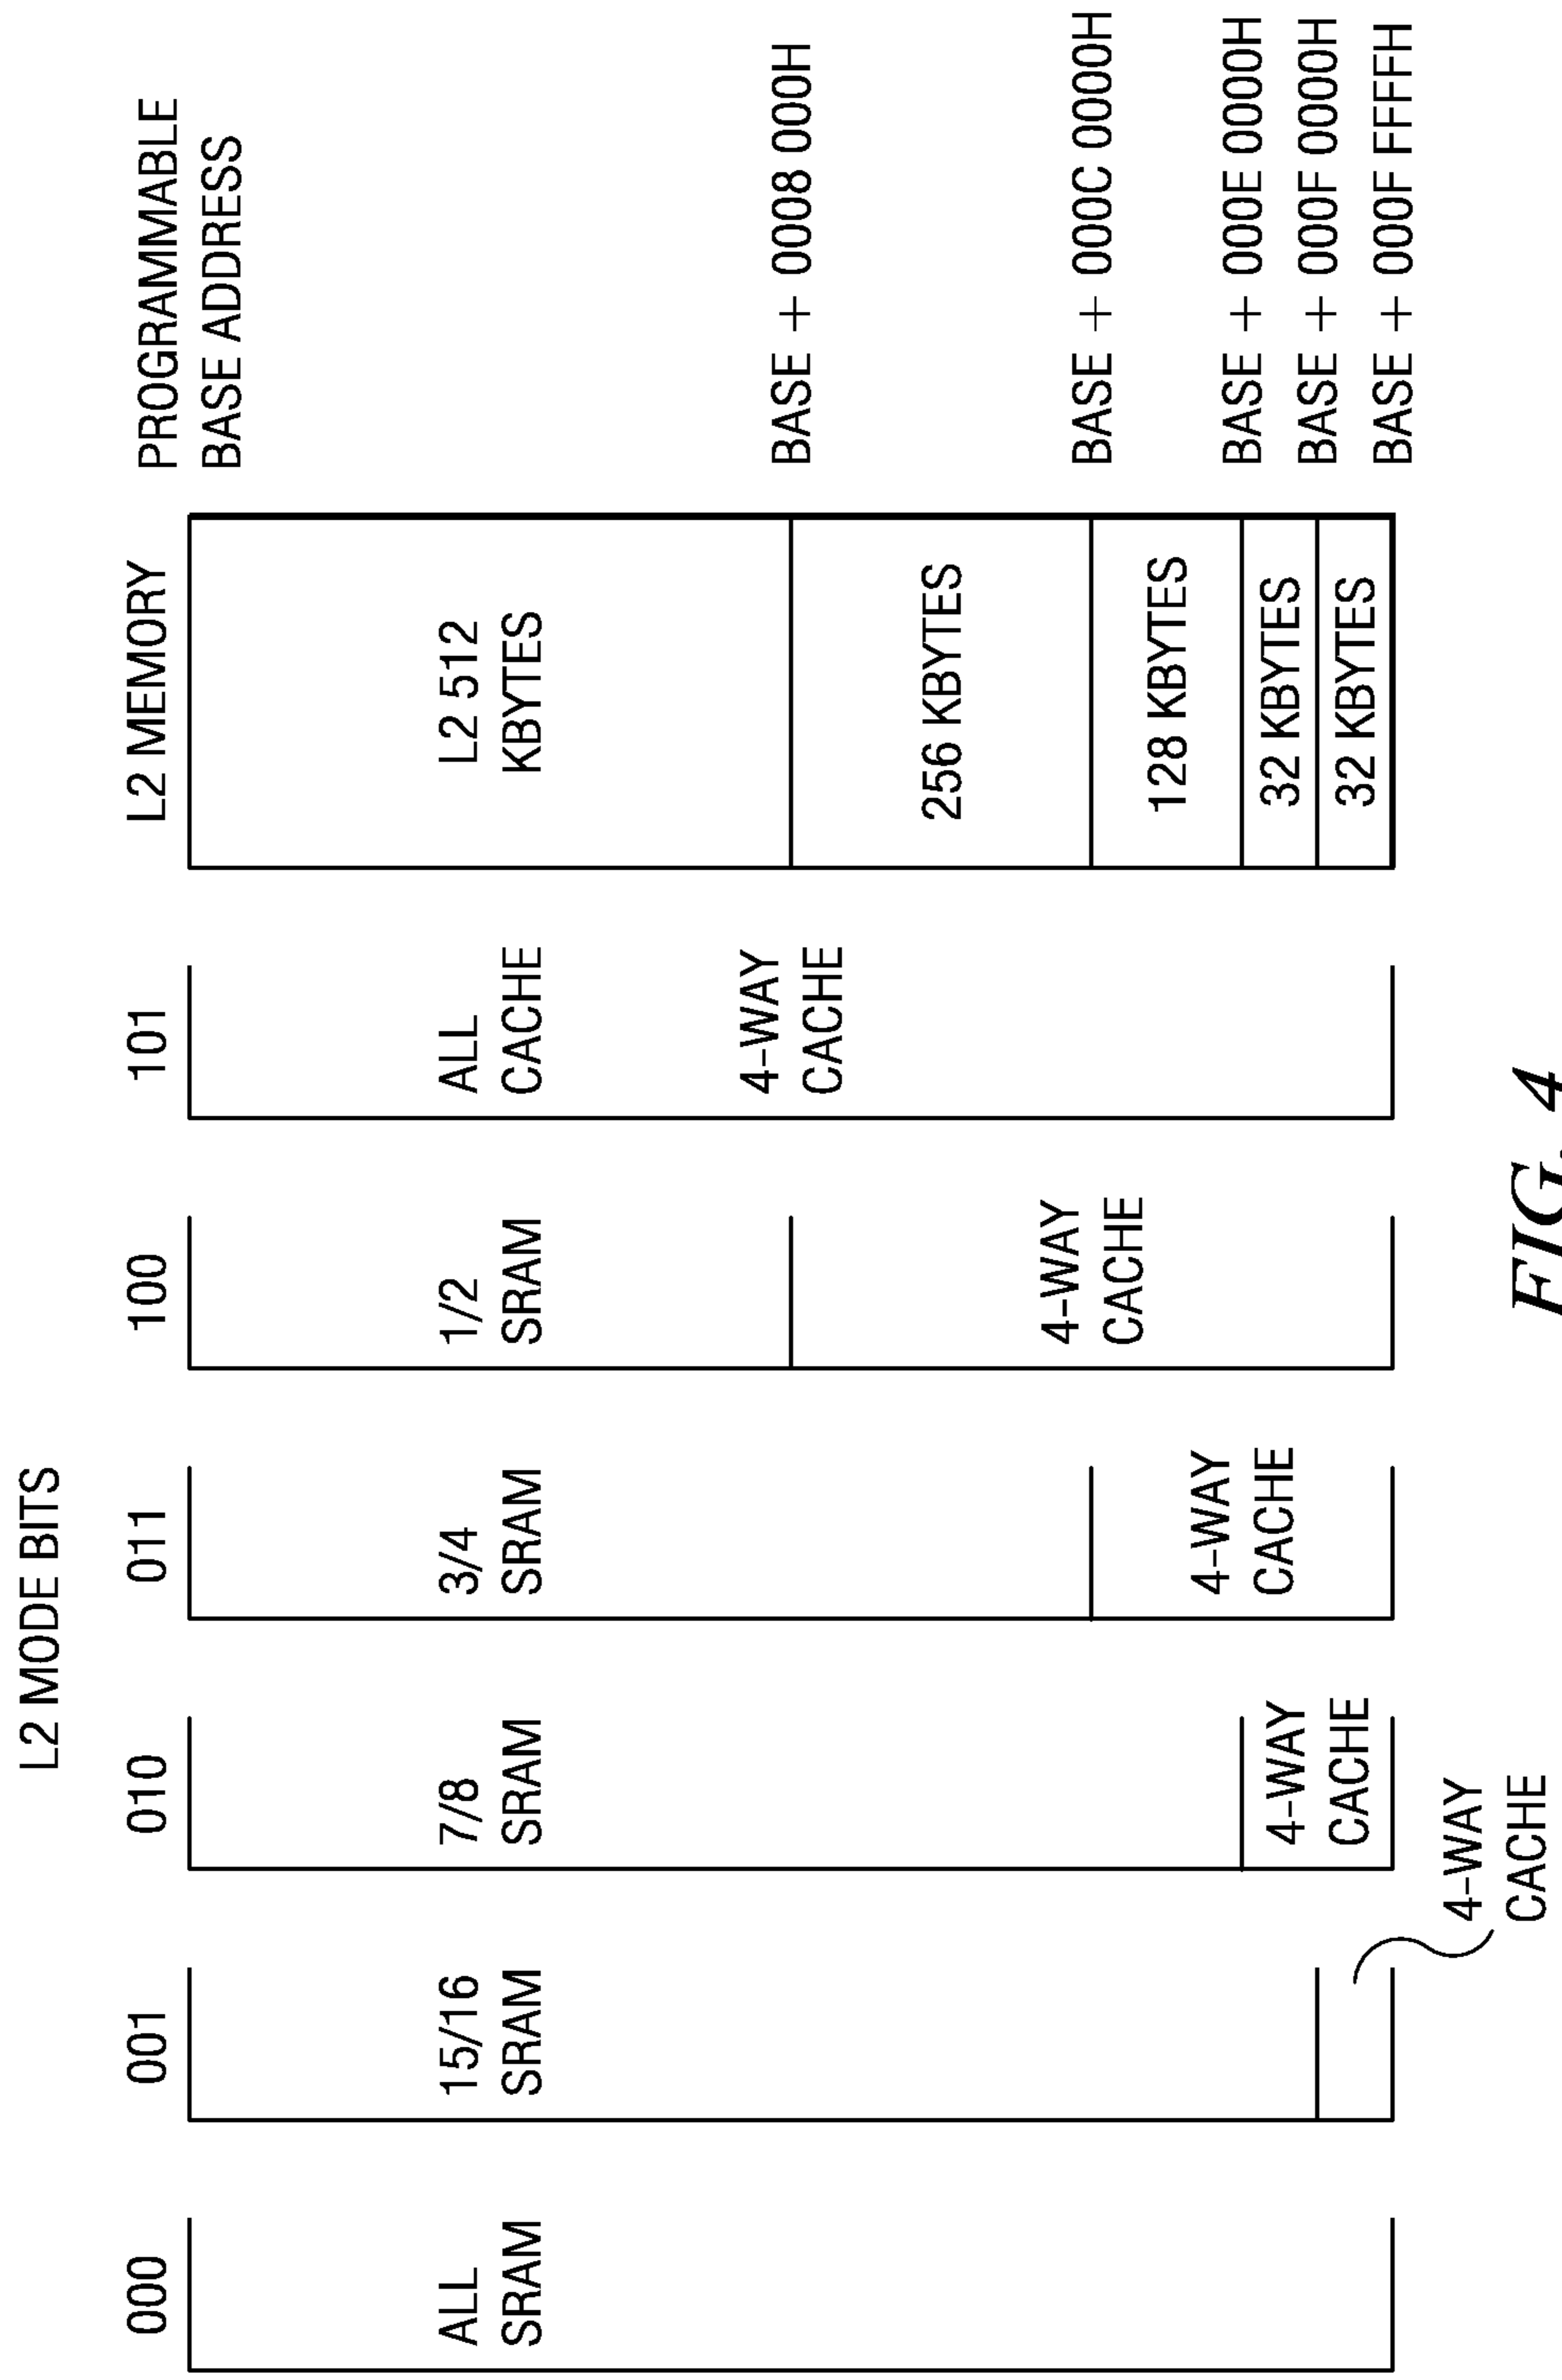 L2 MODE BITS
000
001
010
011
100
101
L2 MEMORY
PROGRAMMABLE
BASE ADDRESS
ALL
SRAM
15/16
SRAM
7/8
SRAM
3/4
SRAM
1/2
SRAM
ALL
CACHE
L2 512
KBYTES
4-WAY
CACHE
BASE + 0008 000H
256 KBYTES
4-WAY
CACHE
BASE + 000C 0000H
4-WAY
CACHE
128 KBYTES
BASE + 000E 0000H
4-WAY
CACHE
32 KBYTES
BASE + 000F 0000H
32 KBYTES
BASE + 000F FFFFH
4-WAY
CACHE
FIG. 4